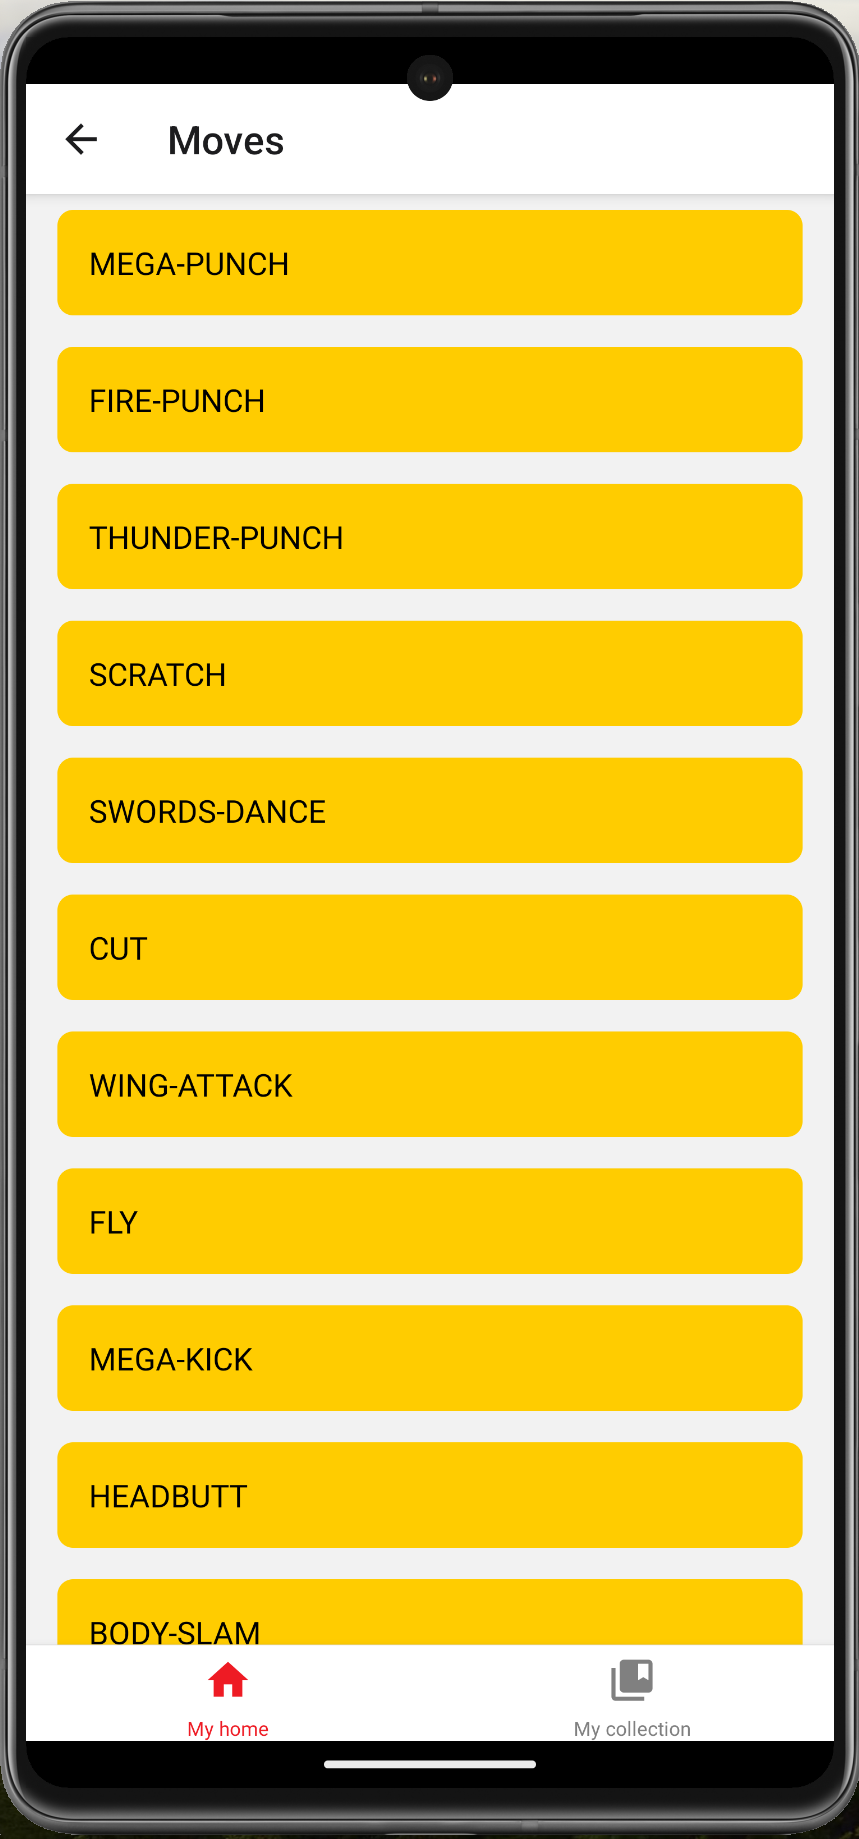 Moves
MEGA-PUNCH
FIRE-PUNCH
THUNDER-PUNCH
SCRATCH
SWORDS-DANCE
CUT
WING-ATTACK
FLY
MEGA-KICK
HEADBUTT
BODY-SLAM
My home
My collection